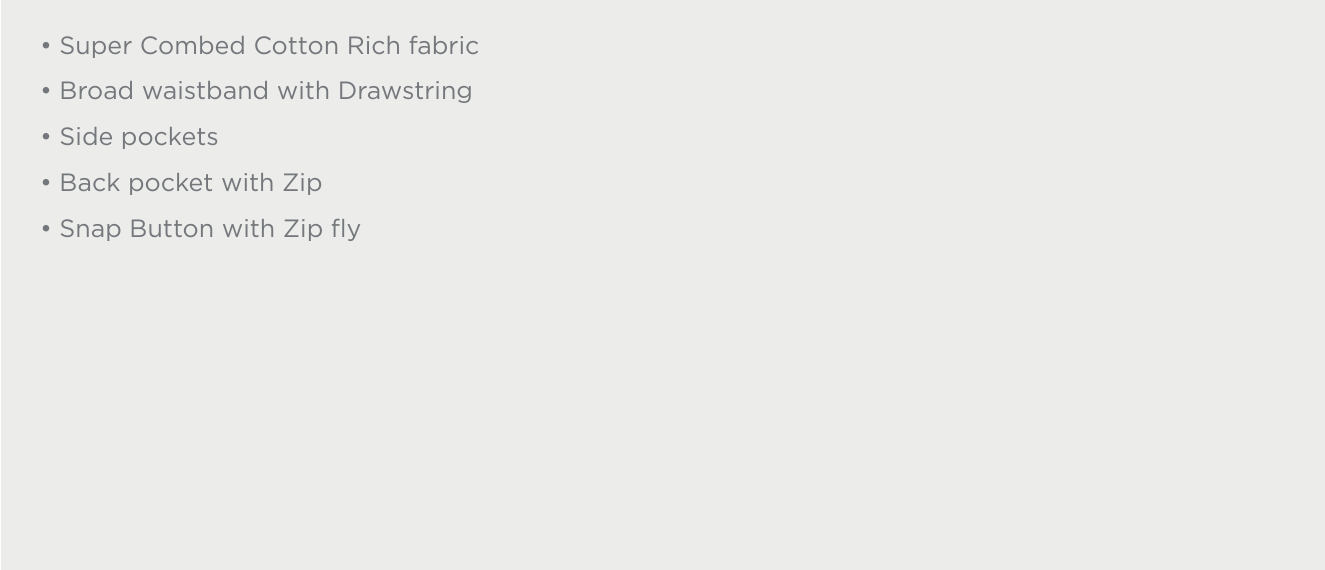 • Super Combed Cotton Rich fabric
• Broad waistband with Drawstring
• Side pockets
• Back pocket with Zip
• Snap Button with Zip fly